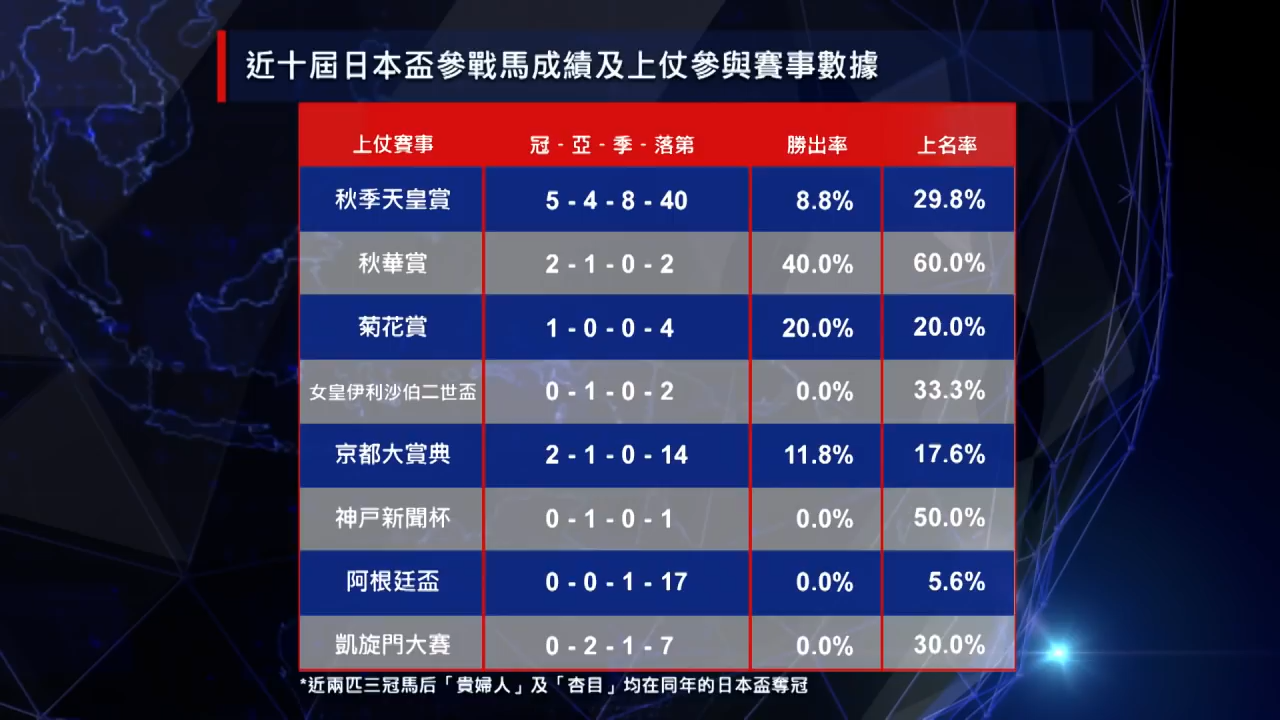 近十屆日本盃參戰馬成績及上仗參與賽事數據
上仗賽事 冠 - 亞 - 季 - 落第 勝出率 上名率
秋季天皇賞 5 - 4 - 8 - 40 8.8% 29.8%
秋華賞 2 - 1 - 0 - 2 40.0% 60.0%
菊花賞 1 - 0 - 0 - 4 20.0% 20.0%
女皇伊利沙伯二世盃 0 - 1 - 0 - 2 0.0% 33.3%
京都大賞典 2 - 1 - 0 - 14 11.8% 17.6%
神戸新聞杯 0 - 1 - 0 - 1 0.0% 50.0%
阿根廷盃 0 - 0 - 1 - 17 0.0% 5.6%
凱旋門大賽 0 - 2 - 1 - 7 0.0% 30.0%
*近兩匹三冠馬后「貴婦人」及「杏目」均在同年的日本盃奪冠